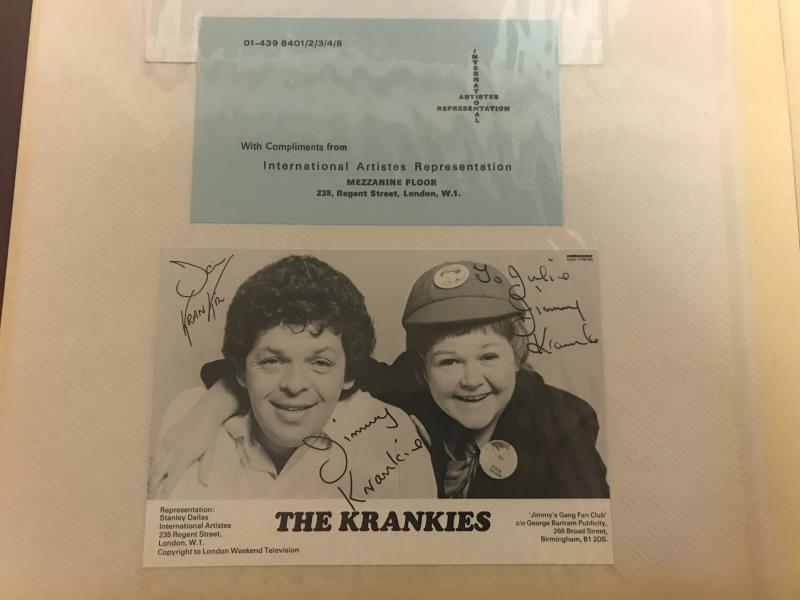 01-439 8401/2/3/4/5
INTERNATIONAL
ARTISTES
REPRESENTATION
With Compliments from
International Artistes Representation
MEZZANINE FLOOR
235, Regent Street, London, W.1.
Ian
KRANKIE
To Julie
Jimmy
Krankie
Jimmy
Krankie
Representation:
Stanley Dallas
International Artistes
235 Regent Street,
London, W.1.
Copyright to London Weekend Television
THE KRANKIES
'Jimmy's Gang Fan Club'
c/o George Bartram Publicity,
268 Broad Street,
Birmingham, B1 2DS.